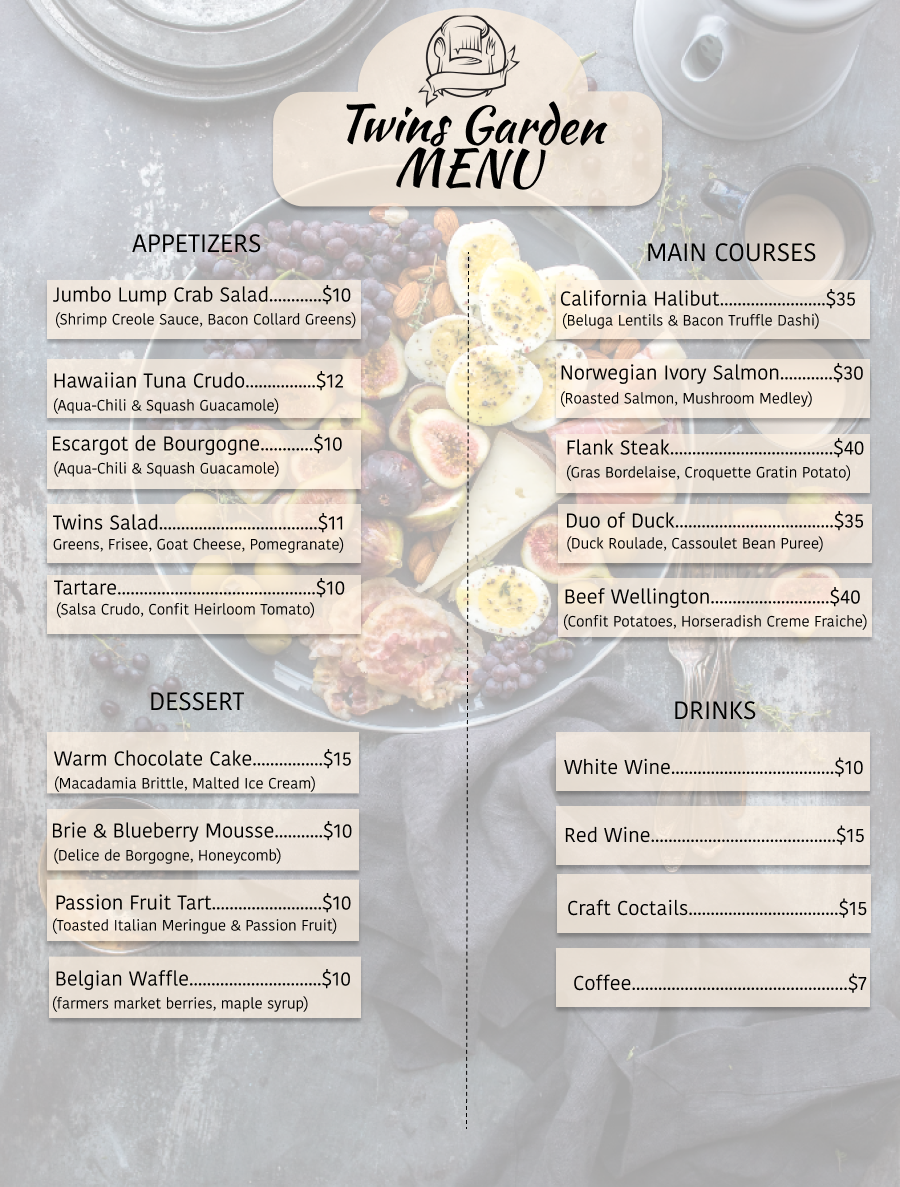 Twins Garden
MENU
APPETIZERS
Jumbo Lump Crab Salad............$10
(Shrimp Creole Sauce, Bacon Collard Greens)
Hawaiian Tuna Crudo................$12
(Aqua-Chili & Squash Guacamole)
Escargot de Bourgogne............$10
(Aqua-Chili & Squash Guacamole)
Twins Salad....................................$11
Greens, Frisee, Goat Cheese, Pomegranate)
Tartare.............................................$10
(Salsa Crudo, Confit Heirloom Tomato)
MAIN COURSES
California Halibut........................$35
(Beluga Lentils & Bacon Truffle Dashi)
Norwegian Ivory Salmon............$30
(Roasted Salmon, Mushroom Medley)
Flank Steak.....................................$40
(Gras Bordelaise, Croquette Gratin Potato)
Duo of Duck....................................$35
(Duck Roulade, Cassoulet Bean Puree)
Beef Wellington...........................$40
(Confit Potatoes, Horseradish Creme Fraiche)
DESSERT
Warm Chocolate Cake................$15
(Macadamia Brittle, Malted Ice Cream)
Brie & Blueberry Mousse...........$10
(Delice de Borgogne, Honeycomb)
Passion Fruit Tart.........................$10
(Toasted Italian Meringue & Passion Fruit)
Belgian Waffle..............................$10
(farmers market berries, maple syrup)
DRINKS
White Wine.....................................$10
Red Wine..........................................$15
Craft Coctails..................................$15
Coffee.................................................$7